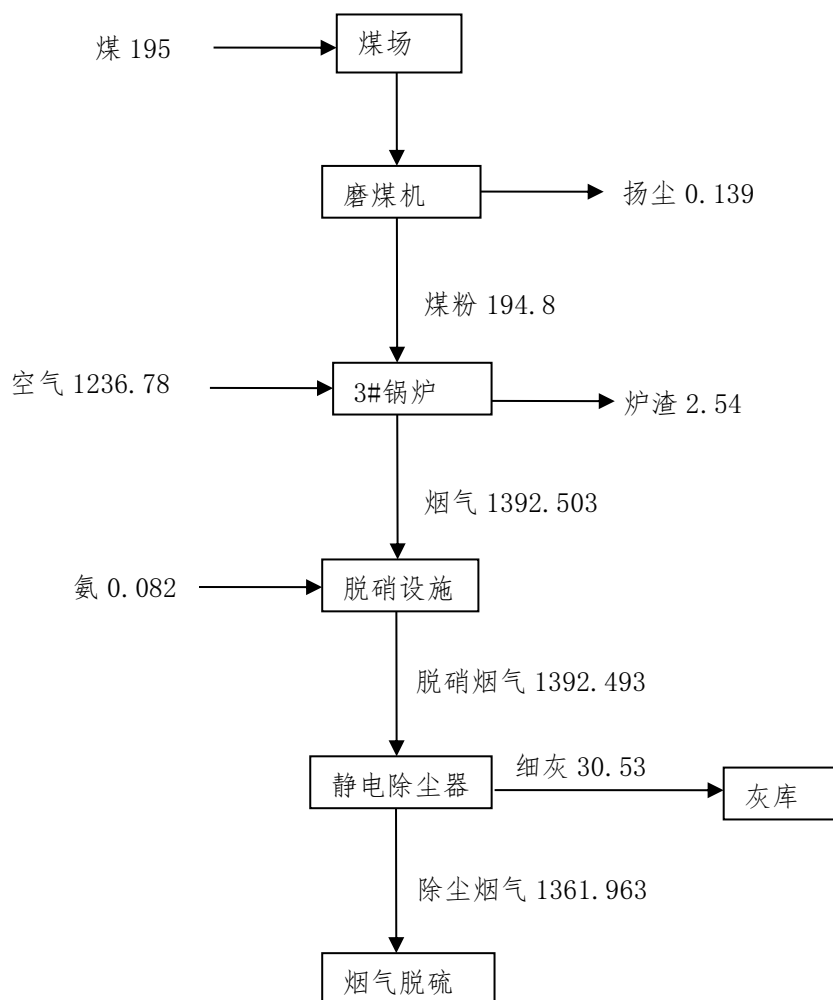 煤 195
煤场
磨煤机
扬尘 0.139
煤粉 194.8
空气 1236.78
3#锅炉
炉渣 2.54
烟气 1392.503
氨 0.082
脱硝设施
脱硝烟气 1392.493
静电除尘器
细灰 30.53
灰库
除尘烟气 1361.963
烟气脱硫